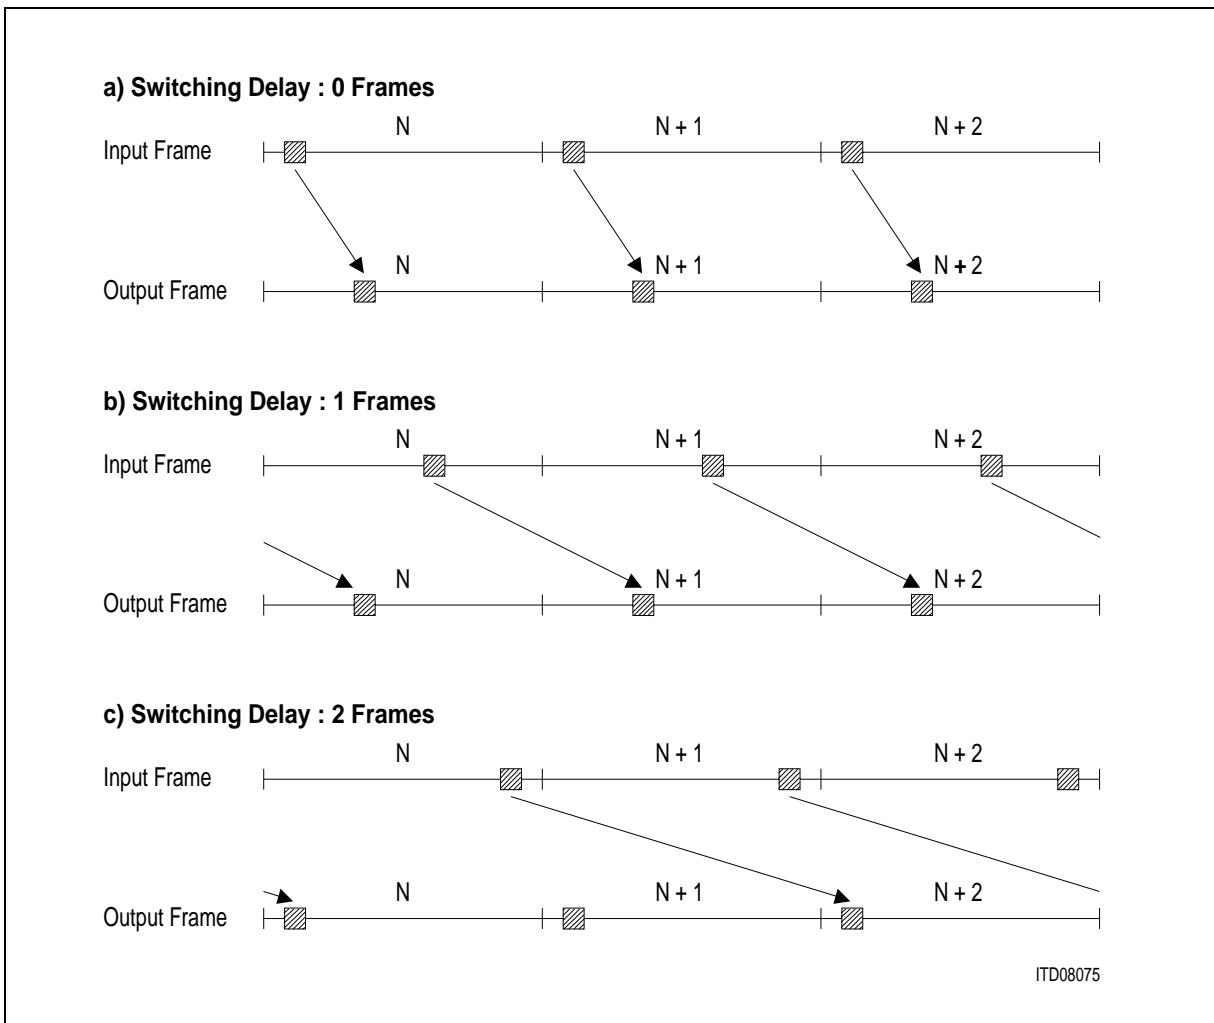 a) Switching Delay : 0 Frames
N N + 1 N + 2
Input Frame
N N + 1 N + 2
Output Frame
b) Switching Delay : 1 Frames
N N + 1 N + 2
Input Frame
N N + 1 N + 2
Output Frame
c) Switching Delay : 2 Frames
N N + 1 N + 2
Input Frame
N N + 1 N + 2
Output Frame
ITD08075